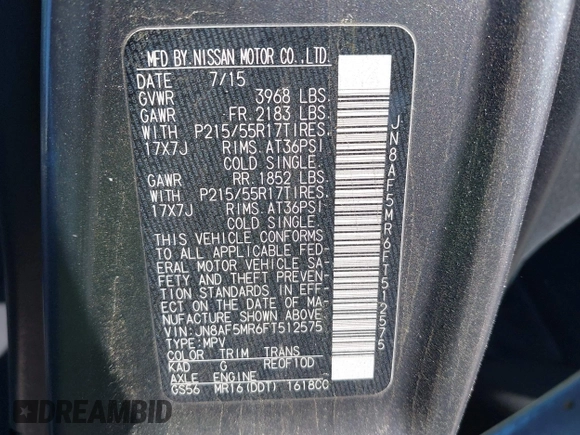 MFD BY NISSAN MOTOR CO.,LTD.
DATE 7/15
GVWR 3968 LBS.
GAWR FR. 2183 LBS.
WITH P215/55R17TIRES.
17X7J RIMS.AT36PSI
COLD SINGLE.
GAWR RR. 1852 LBS.
WITH P215/55R17TIRES.
17X7J RIMS.AT36PSI
COLD SINGLE.
THIS VEHICLE CONFORMS
TO ALL APPLICABLE FED-
ERAL MOTOR VEHICLE SA-
FETY AND THEFT PREVEN-
TION STANDARDS IN EFF-
ECT ON THE DATE OF MA-
NUFACTURE SHOWN ABOVE.
VIN: JN8AF5MR6FT512575
TYPE:MPV
COLOR TRIM TRANS
KAD G RE0F10D
AXLE ENGINE
GS56 MR16(DDT) 1618CC
JN8AF5MR6FT512575
DREAMBID